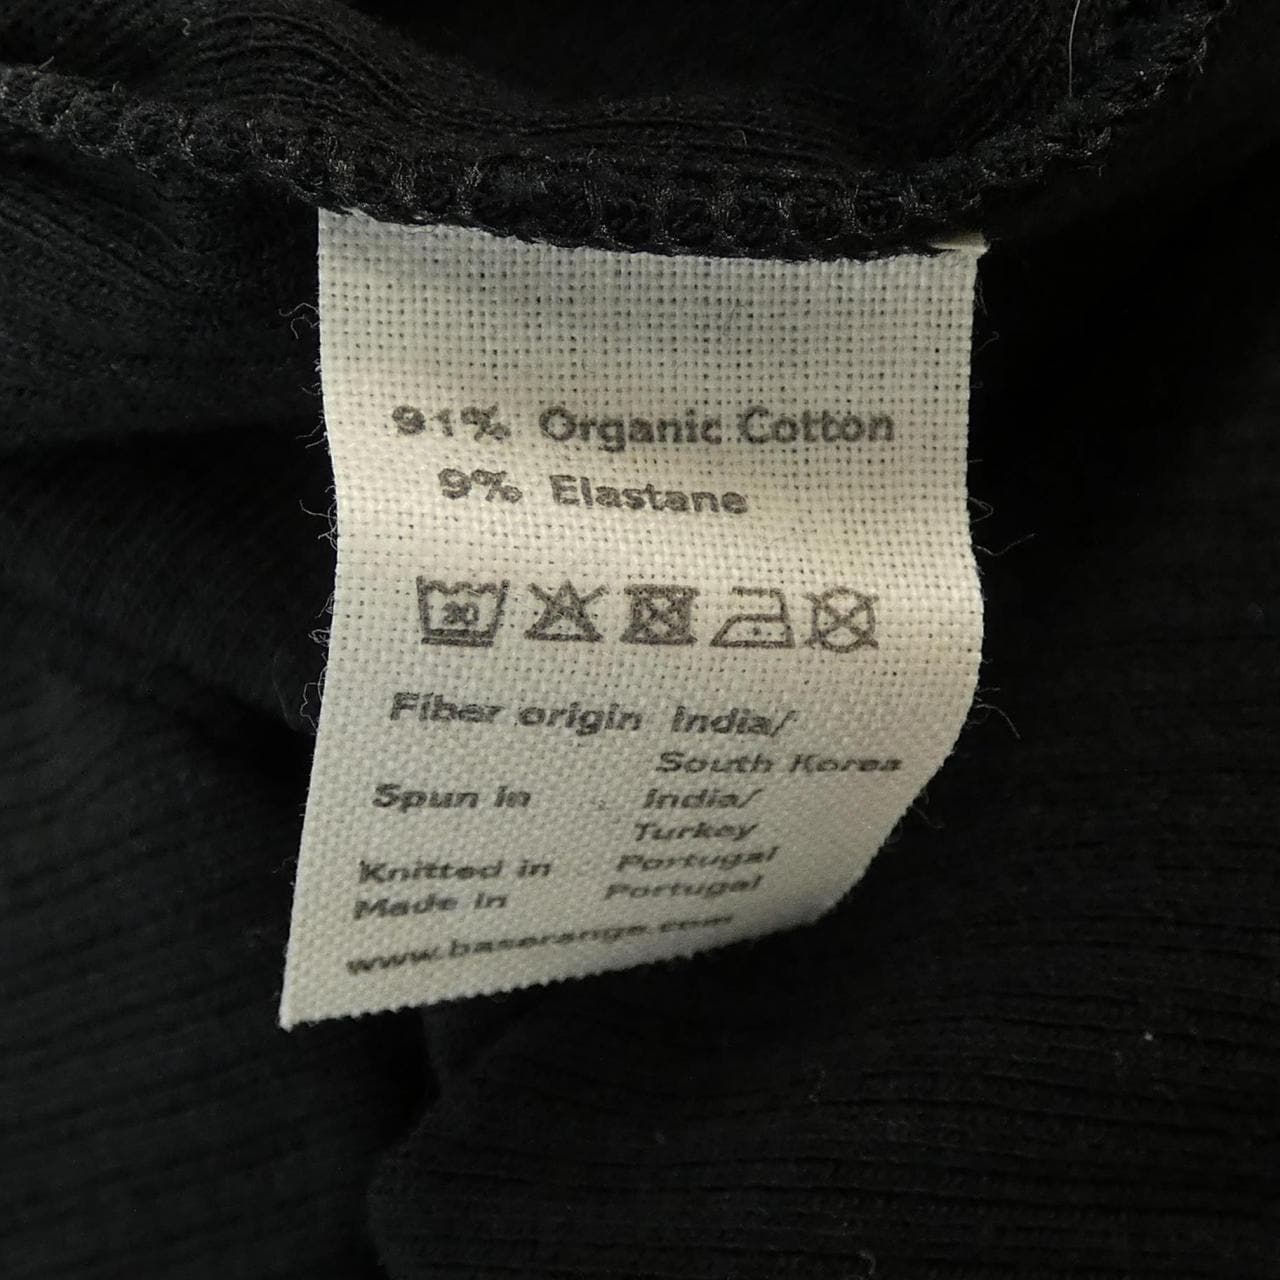 91% Organic Cotton
9% Elastane
30
Fiber origin India/
South Korea
Spun in India/
Turkey
Knitted in Portugal
Made in Portugal
www.baserange.com